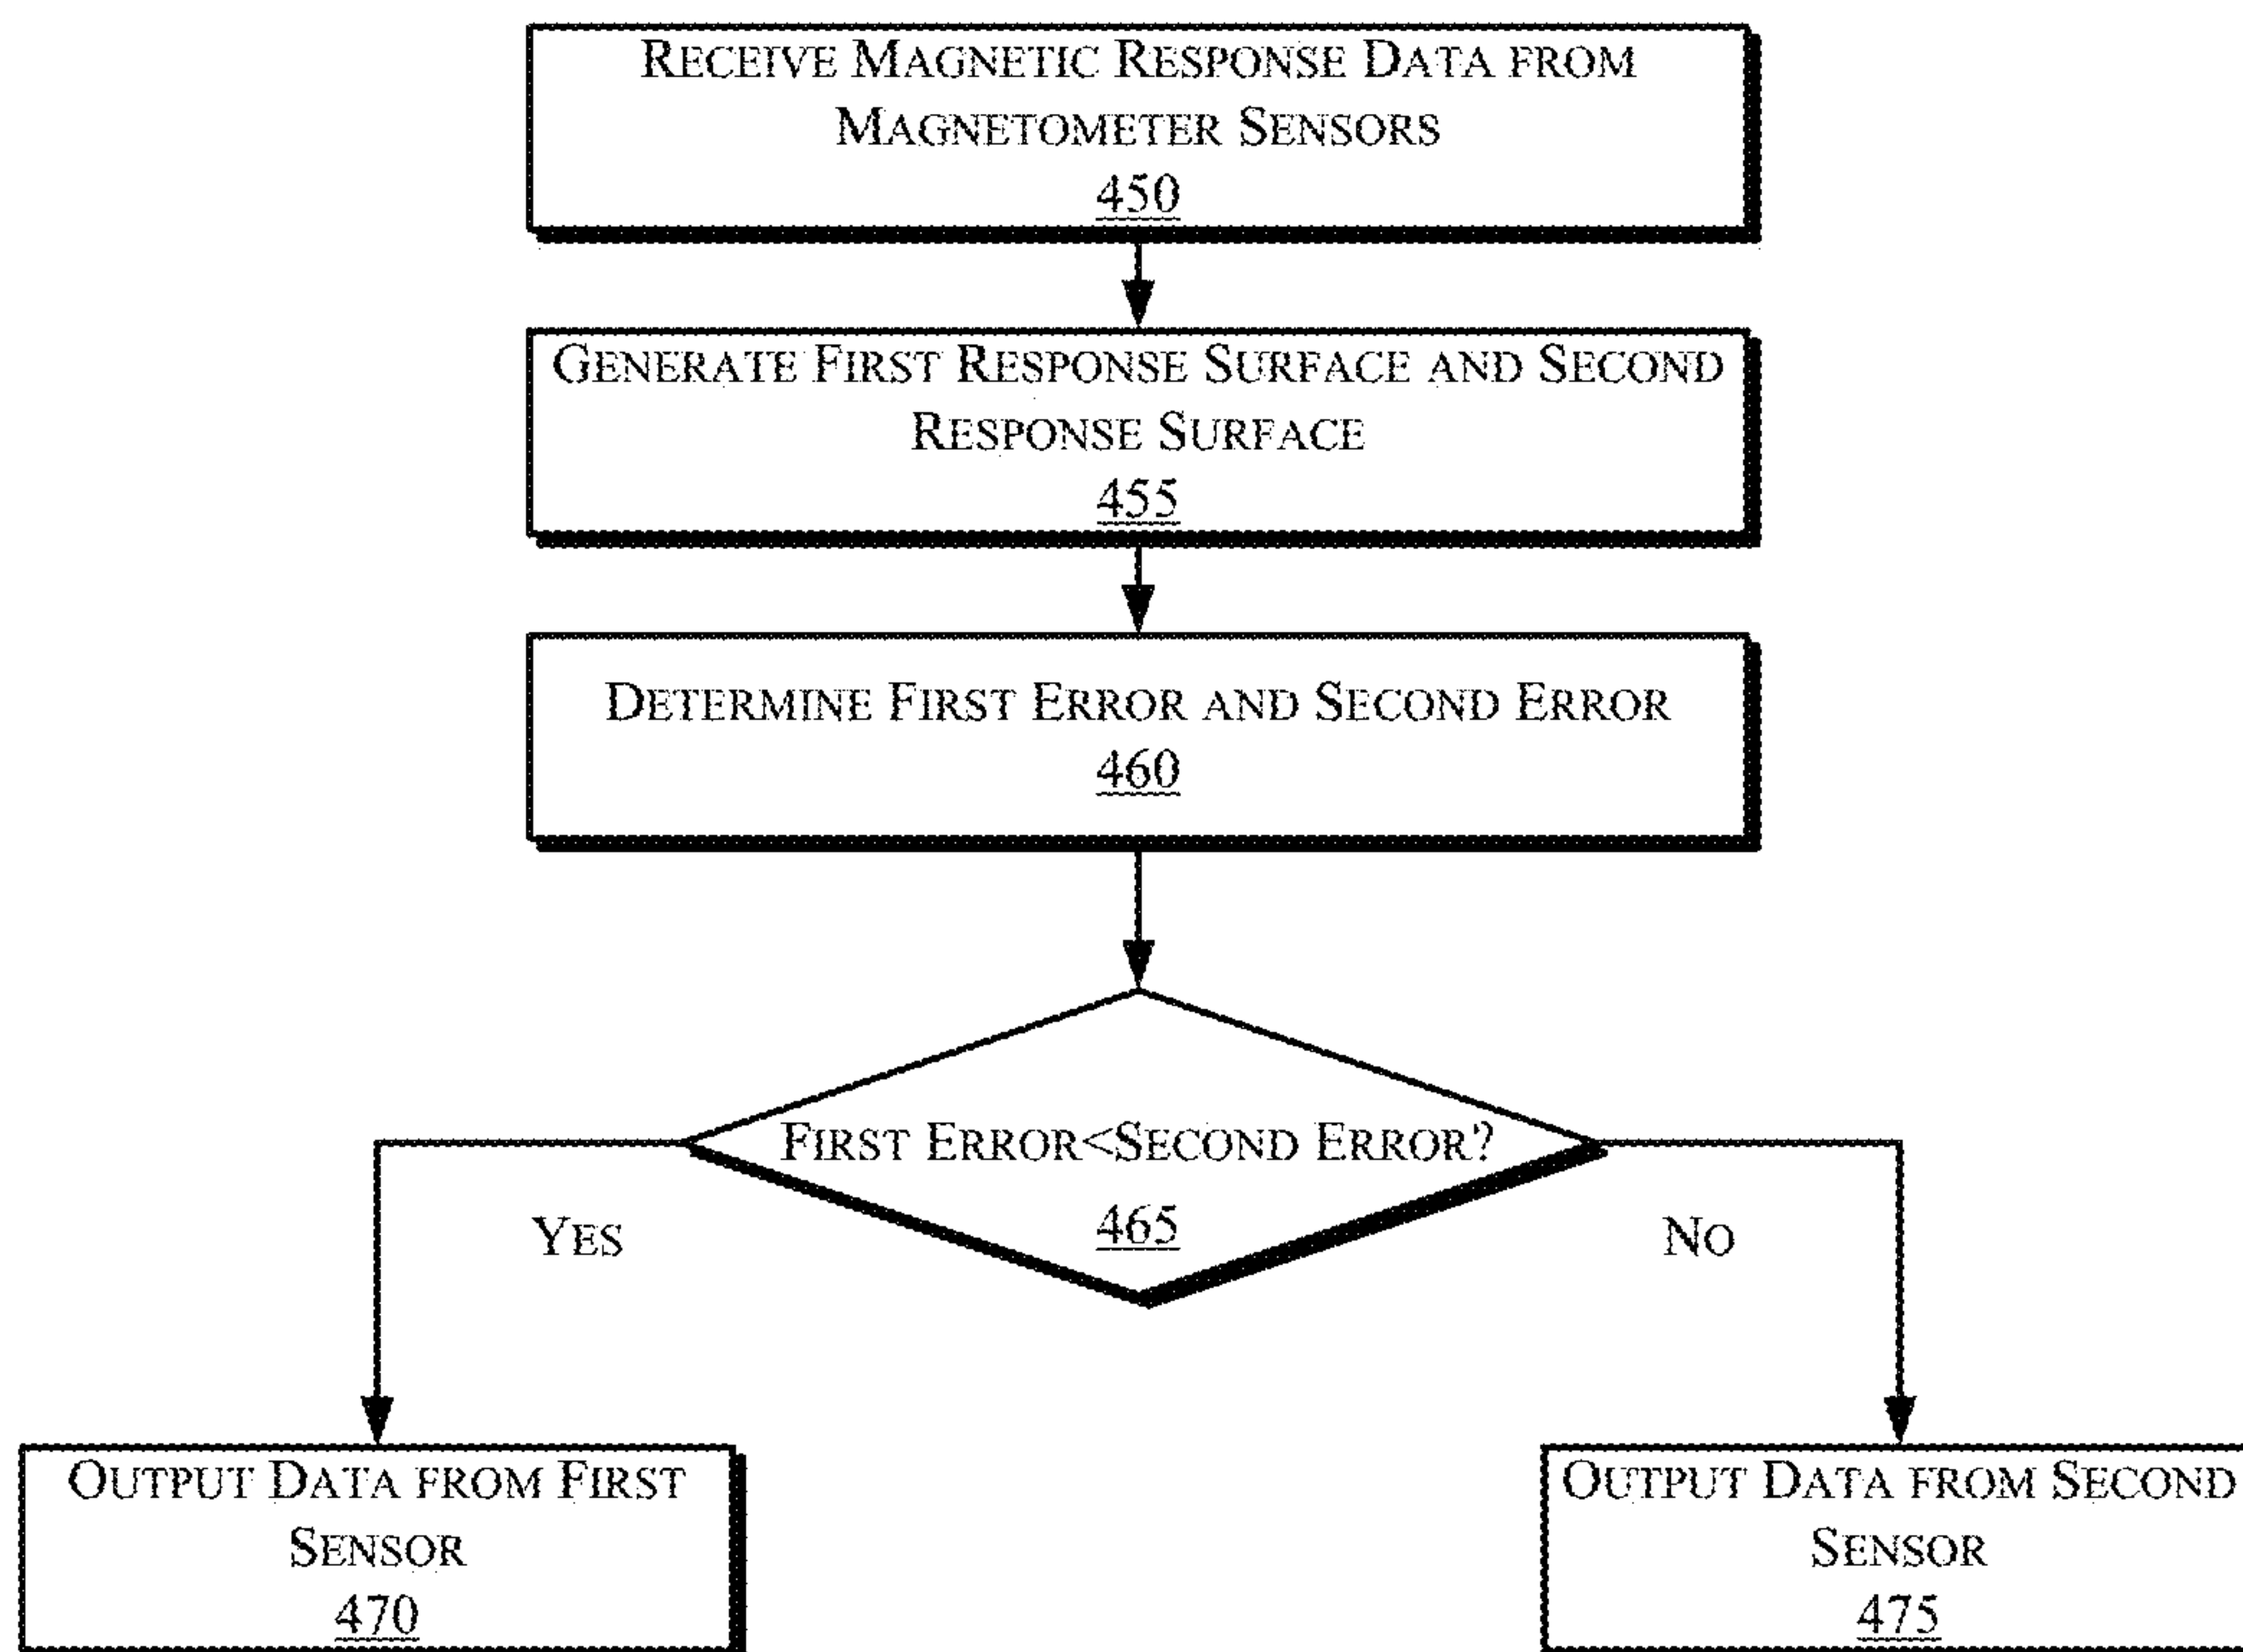 RECEIVE MAGNETIC RESPONSE DATA FROM
MAGNETOMETER SENSORS
450
GENERATE FIRST RESPONSE SURFACE AND SECOND
RESPONSE SURFACE
455
DETERMINE FIRST ERROR AND SECOND ERROR
460
FIRST ERROR<SECOND ERROR?
465
YES
NO
OUTPUT DATA FROM FIRST
SENSOR
470
OUTPUT DATA FROM SECOND
SENSOR
475